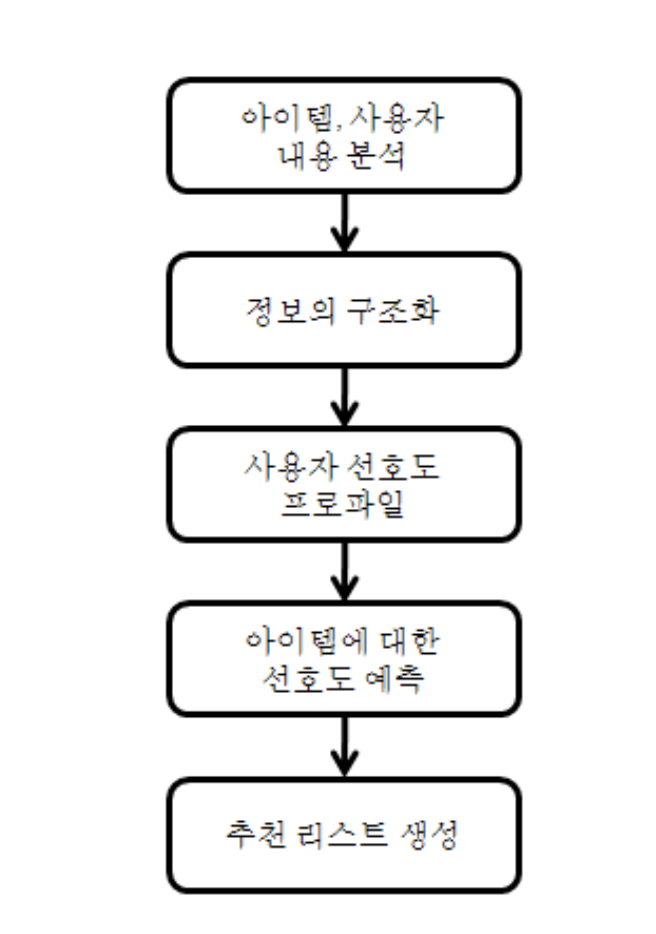 아이템, 사용자
내용 분석
정보의 구조화
사용자 선호도
프로파일
아이템에 대한
선호도 예측
추천 리스트 생성